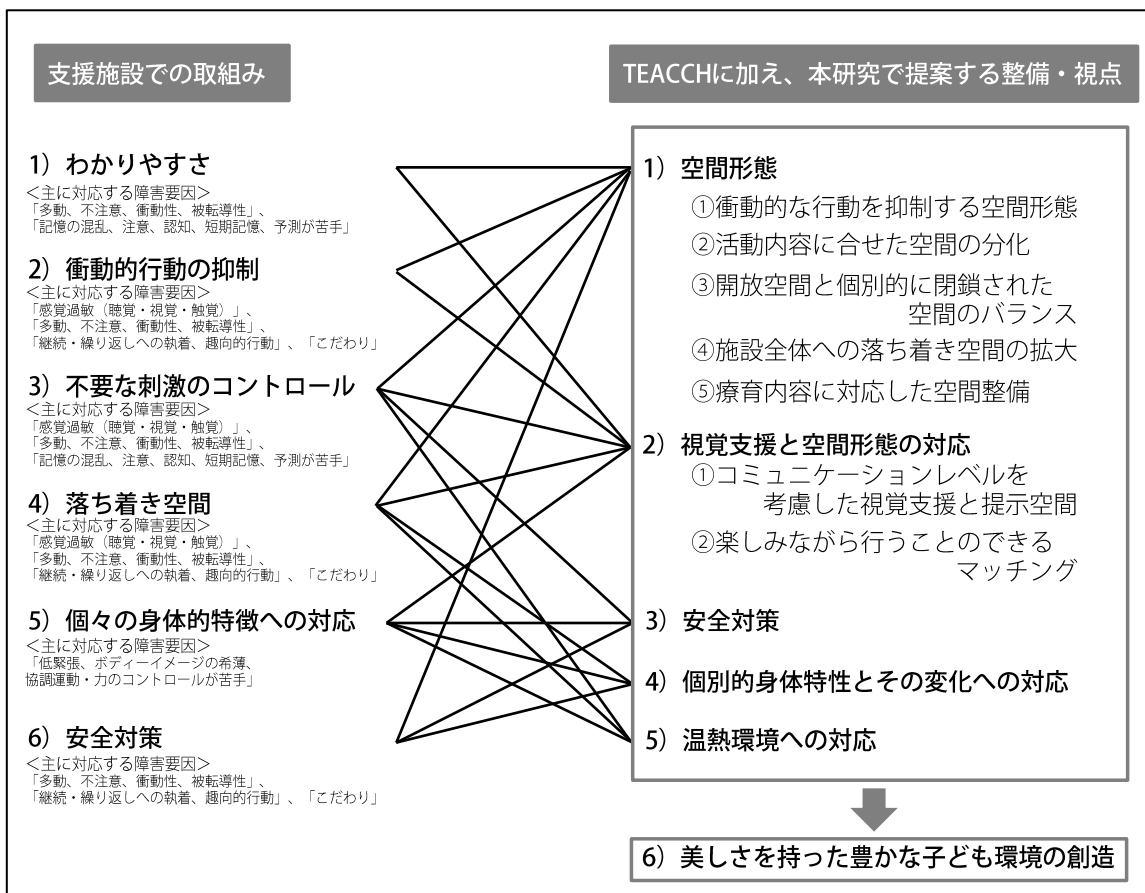 支援施設での取組み
1）わかりやすさ
＜主に対応する障害要因＞
「多動、不注意、衝動性、被転導性」、
「記憶の混乱、注意、認知、短期記憶、予測が苦手」
2）衝動的行動の抑制
＜主に対応する障害要因＞
「感覚過敏（聴覚・視覚・触覚）」、
「多動、不注意、衝動性、被転導性」、
「継続・繰り返しへの執着、趣向的行動」、「こだわり」
3）不要な刺激のコントロール
＜主に対応する障害要因＞
「感覚過敏（聴覚・視覚・触覚）」、
「多動、不注意、衝動性、被転導性」、
「記憶の混乱、注意、認知、短期記憶、予測が苦手」
4）落ち着き空間
＜主に対応する障害要因＞
「感覚過敏（聴覚・視覚・触覚）」、
「多動、不注意、衝動性、被転導性」、
「継続・繰り返しへの執着、趣向的行動」、「こだわり」
5）個々の身体的特徴への対応
＜主に対応する障害要因＞
「低緊張、ボディーイメージの希薄、
協調運動・力のコントロールが苦手」
6）安全対策
＜主に対応する障害要因＞
「多動、不注意、衝動性、被転導性」、
「継続・繰り返しへの執着、趣向的行動」、「こだわり」
TEACCHに加え、本研究で提案する整備・視点
1）空間形態
①衝動的な行動を抑制する空間形態
②活動内容に合せた空間の分化
③開放空間と個別的に閉鎖された
空間のバランス
④施設全体への落ち着き空間の拡大
⑤療育内容に対応した空間整備
2）視覚支援と空間形態の対応
①コミュニケーションレベルを
考慮した視覚支援と提示空間
②楽しみながら行うことのできる
マッチング
3）安全対策
4）個別的身体特性とその変化への対応
5）温熱環境への対応
6）美しさを持った豊かな子ども環境の創造